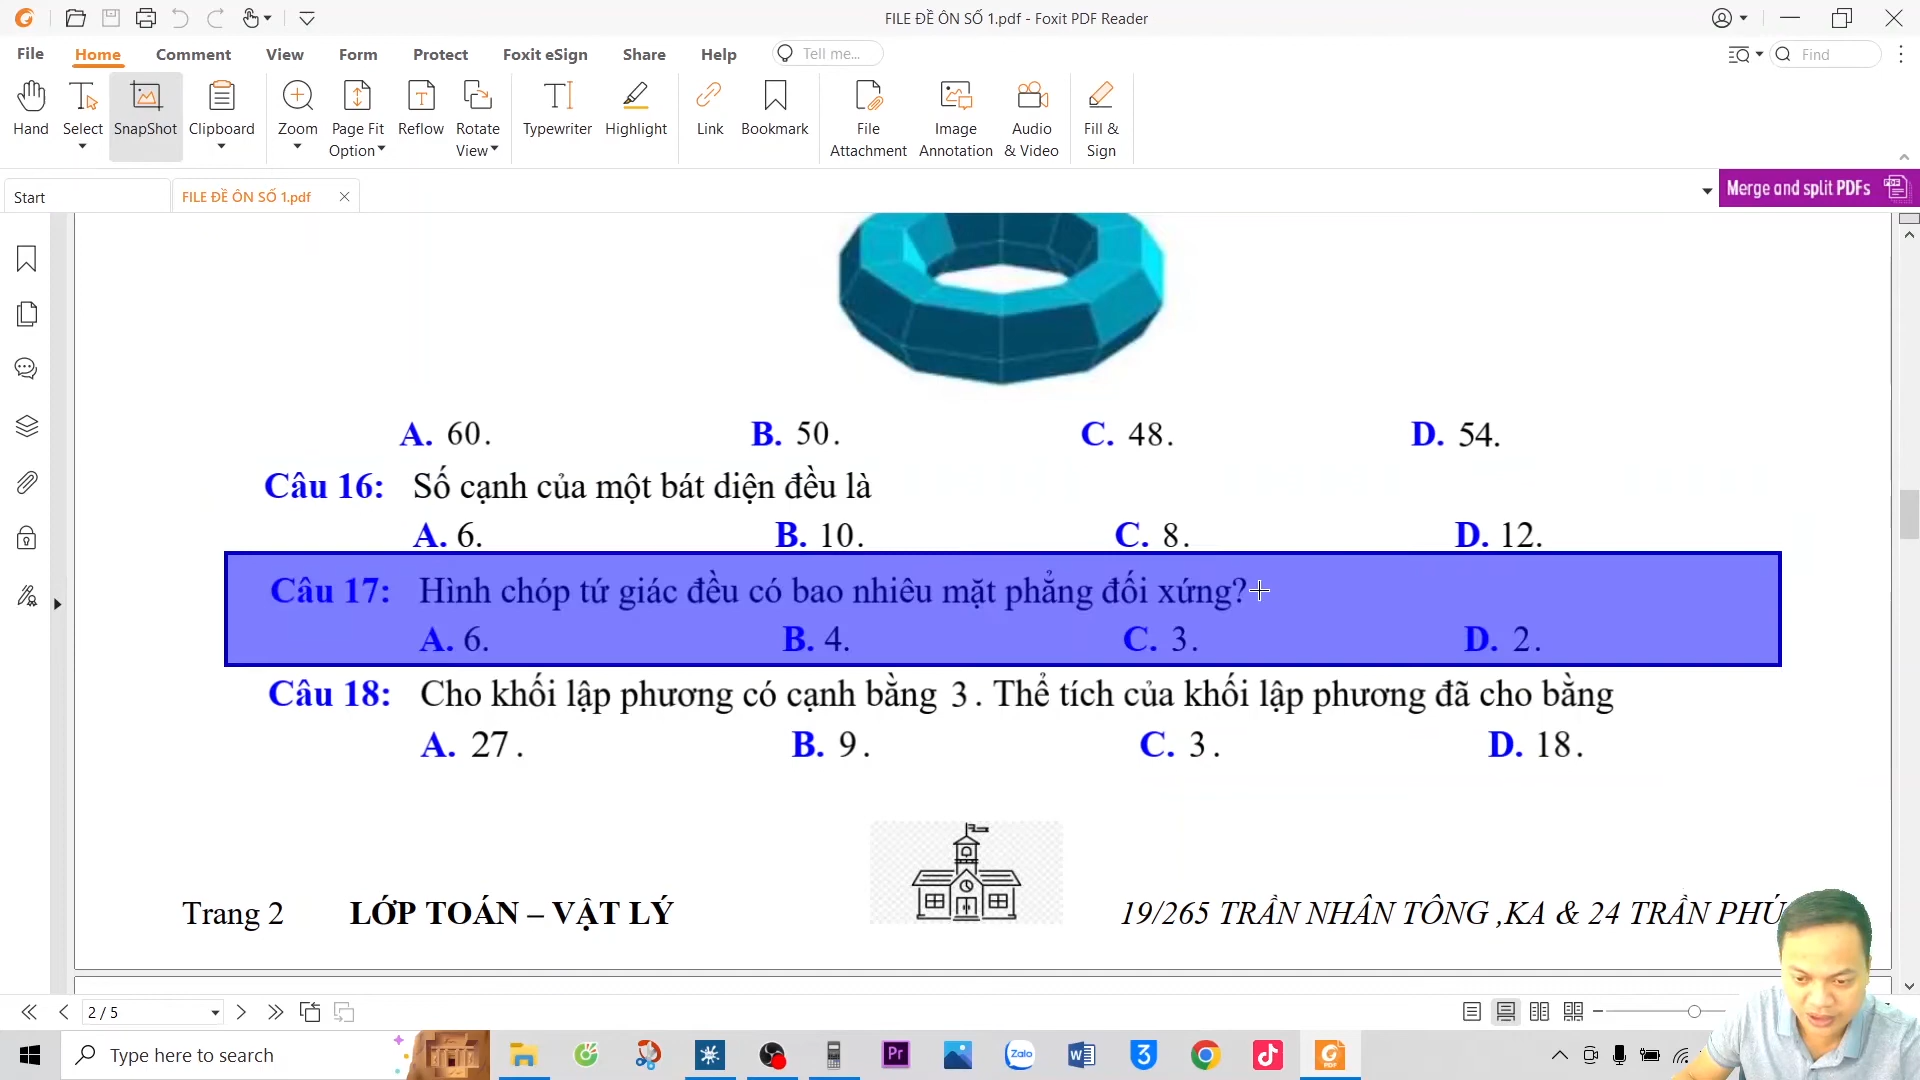 FILE ĐỀ ÔN SỐ 1.pdf - Foxit PDF Reader
File Home Comment View Form Protect Foxit eSign Share Help Tell me... Find
Hand Select SnapShot Clipboard Zoom Page Fit Option Reflow Rotate View Typewriter Highlight Link Bookmark File Attachment Image Annotation Audio & Video Fill & Sign
Start FILE ĐỀ ÔN SỐ 1.pdf Merge and split PDFs
A. 60. B. 50. C. 48. D. 54.
Câu 16: Số cạnh của một bát diện đều là
A. 6. B. 10. C. 8. D. 12.
Câu 17: Hình chóp tứ giác đều có bao nhiêu mặt phẳng đối xứng?
A. 6. B. 4. C. 3. D. 2.
Câu 18: Cho khối lập phương có cạnh bằng 3. Thể tích của khối lập phương đã cho bằng
A. 27. B. 9. C. 3. D. 18.
Trang 2 LỚP TOÁN – VẬT LÝ 19/265 TRẦN NHÂN TÔNG ,KA & 24 TRẦN PHÚ
2 / 5
Type here to search